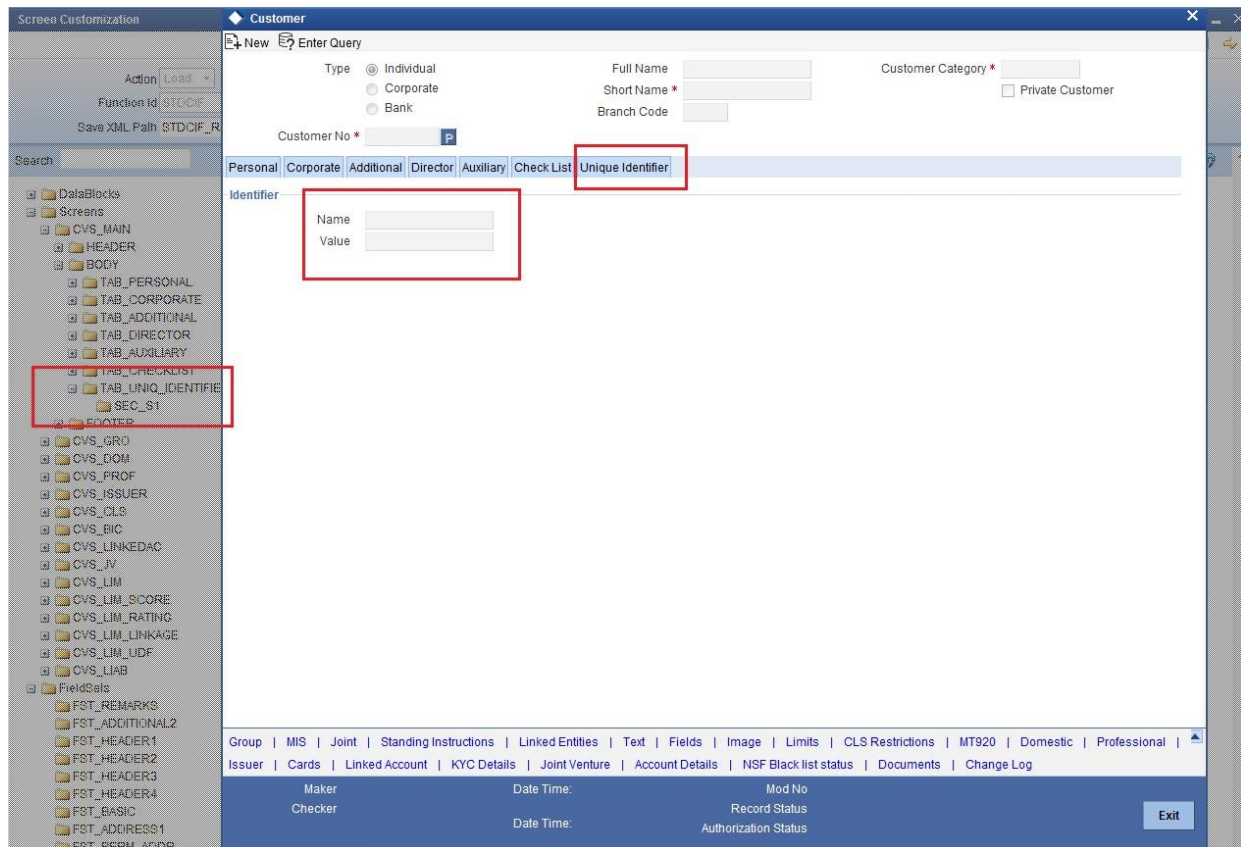 Screen Customization
Customer
New Enter Query
Action Load
Function Id STDCIF
Save XML Path STDCIF_R
Search
DataBlocks
Screens
CVS_MAIN
HEADER
BODY
TAB_PERSONAL
TAB_CORPORATE
TAB_ADDITIONAL
TAB_DIRECTOR
TAB_AUXILIARY
TAB_CHECKLIST
TAB_UNIQ_IDENTIFIE
SEC_S1
FOOTER
CVS_GRO
CVS_DOM
CVS_PROF
CVS_ISSUER
CVS_CLS
CVS_BIC
CVS_LINKEDAC
CVS_JV
CVS_LIM
CVS_LIM_SCORE
CVS_LIM_RATING
CVS_LIM_LINKAGE
CVS_LIM_UDF
CVS_LIAB
FieldSets
FST_REMARKS
FST_ADDITIONAL2
FST_HEADER1
FST_HEADER2
FST_HEADER3
FST_HEADER4
FST_BASIC
FST_ADDRESS1
FST_PERM_ADDR
Type Individual Full Name Customer Category *
Corporate Short Name * Private Customer
Bank Branch Code
Customer No * P
Personal Corporate Additional Director Auxiliary Check List Unique Identifier
Identifier
Name
Value
Group | MIS | Joint | Standing Instructions | Linked Entities | Text | Fields | Image | Limits | CLS Restrictions | MT920 | Domestic | Professional |
Issuer | Cards | Linked Account | KYC Details | Joint Venture | Account Details | NSF Black list status | Documents | Change Log
Maker Date Time: Mod No
Checker Record Status
Date Time: Authorization Status
Exit